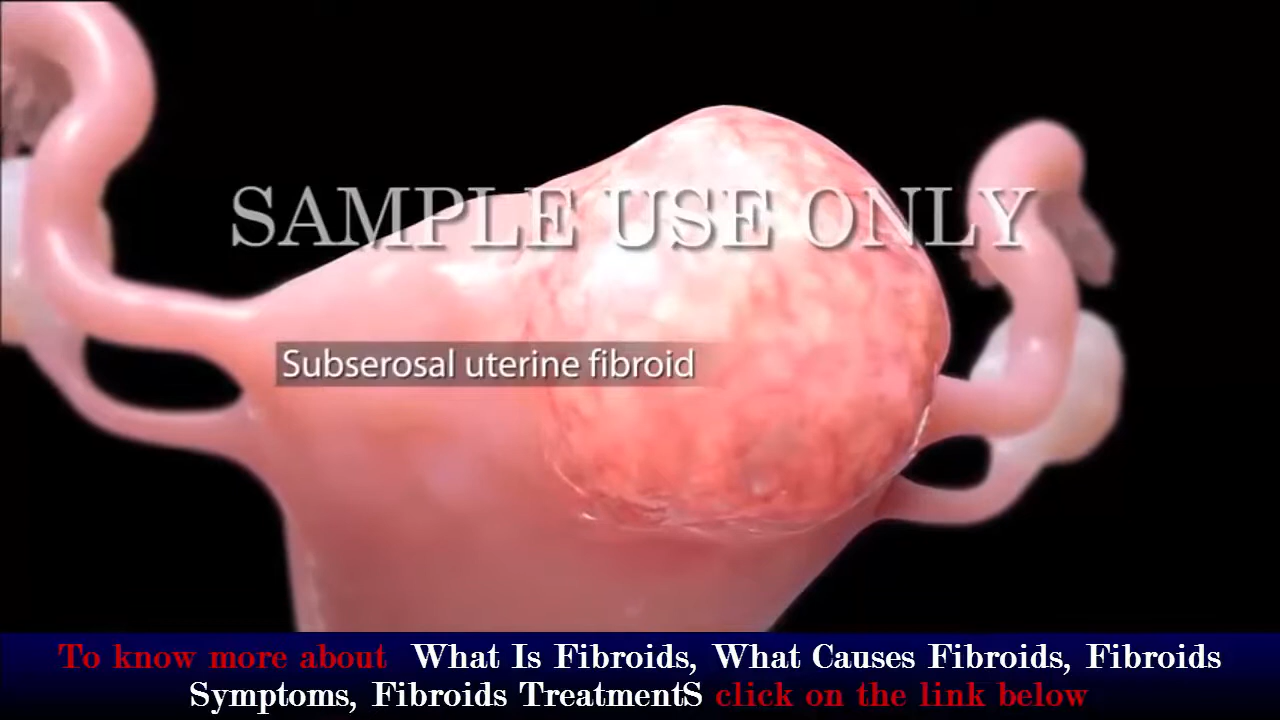 SAMPLE USE ONLY
Subserosal uterine fibroid
To know more about What Is Fibroids, What Causes Fibroids, Fibroids
Symptoms, Fibroids TreatmentS click on the link below